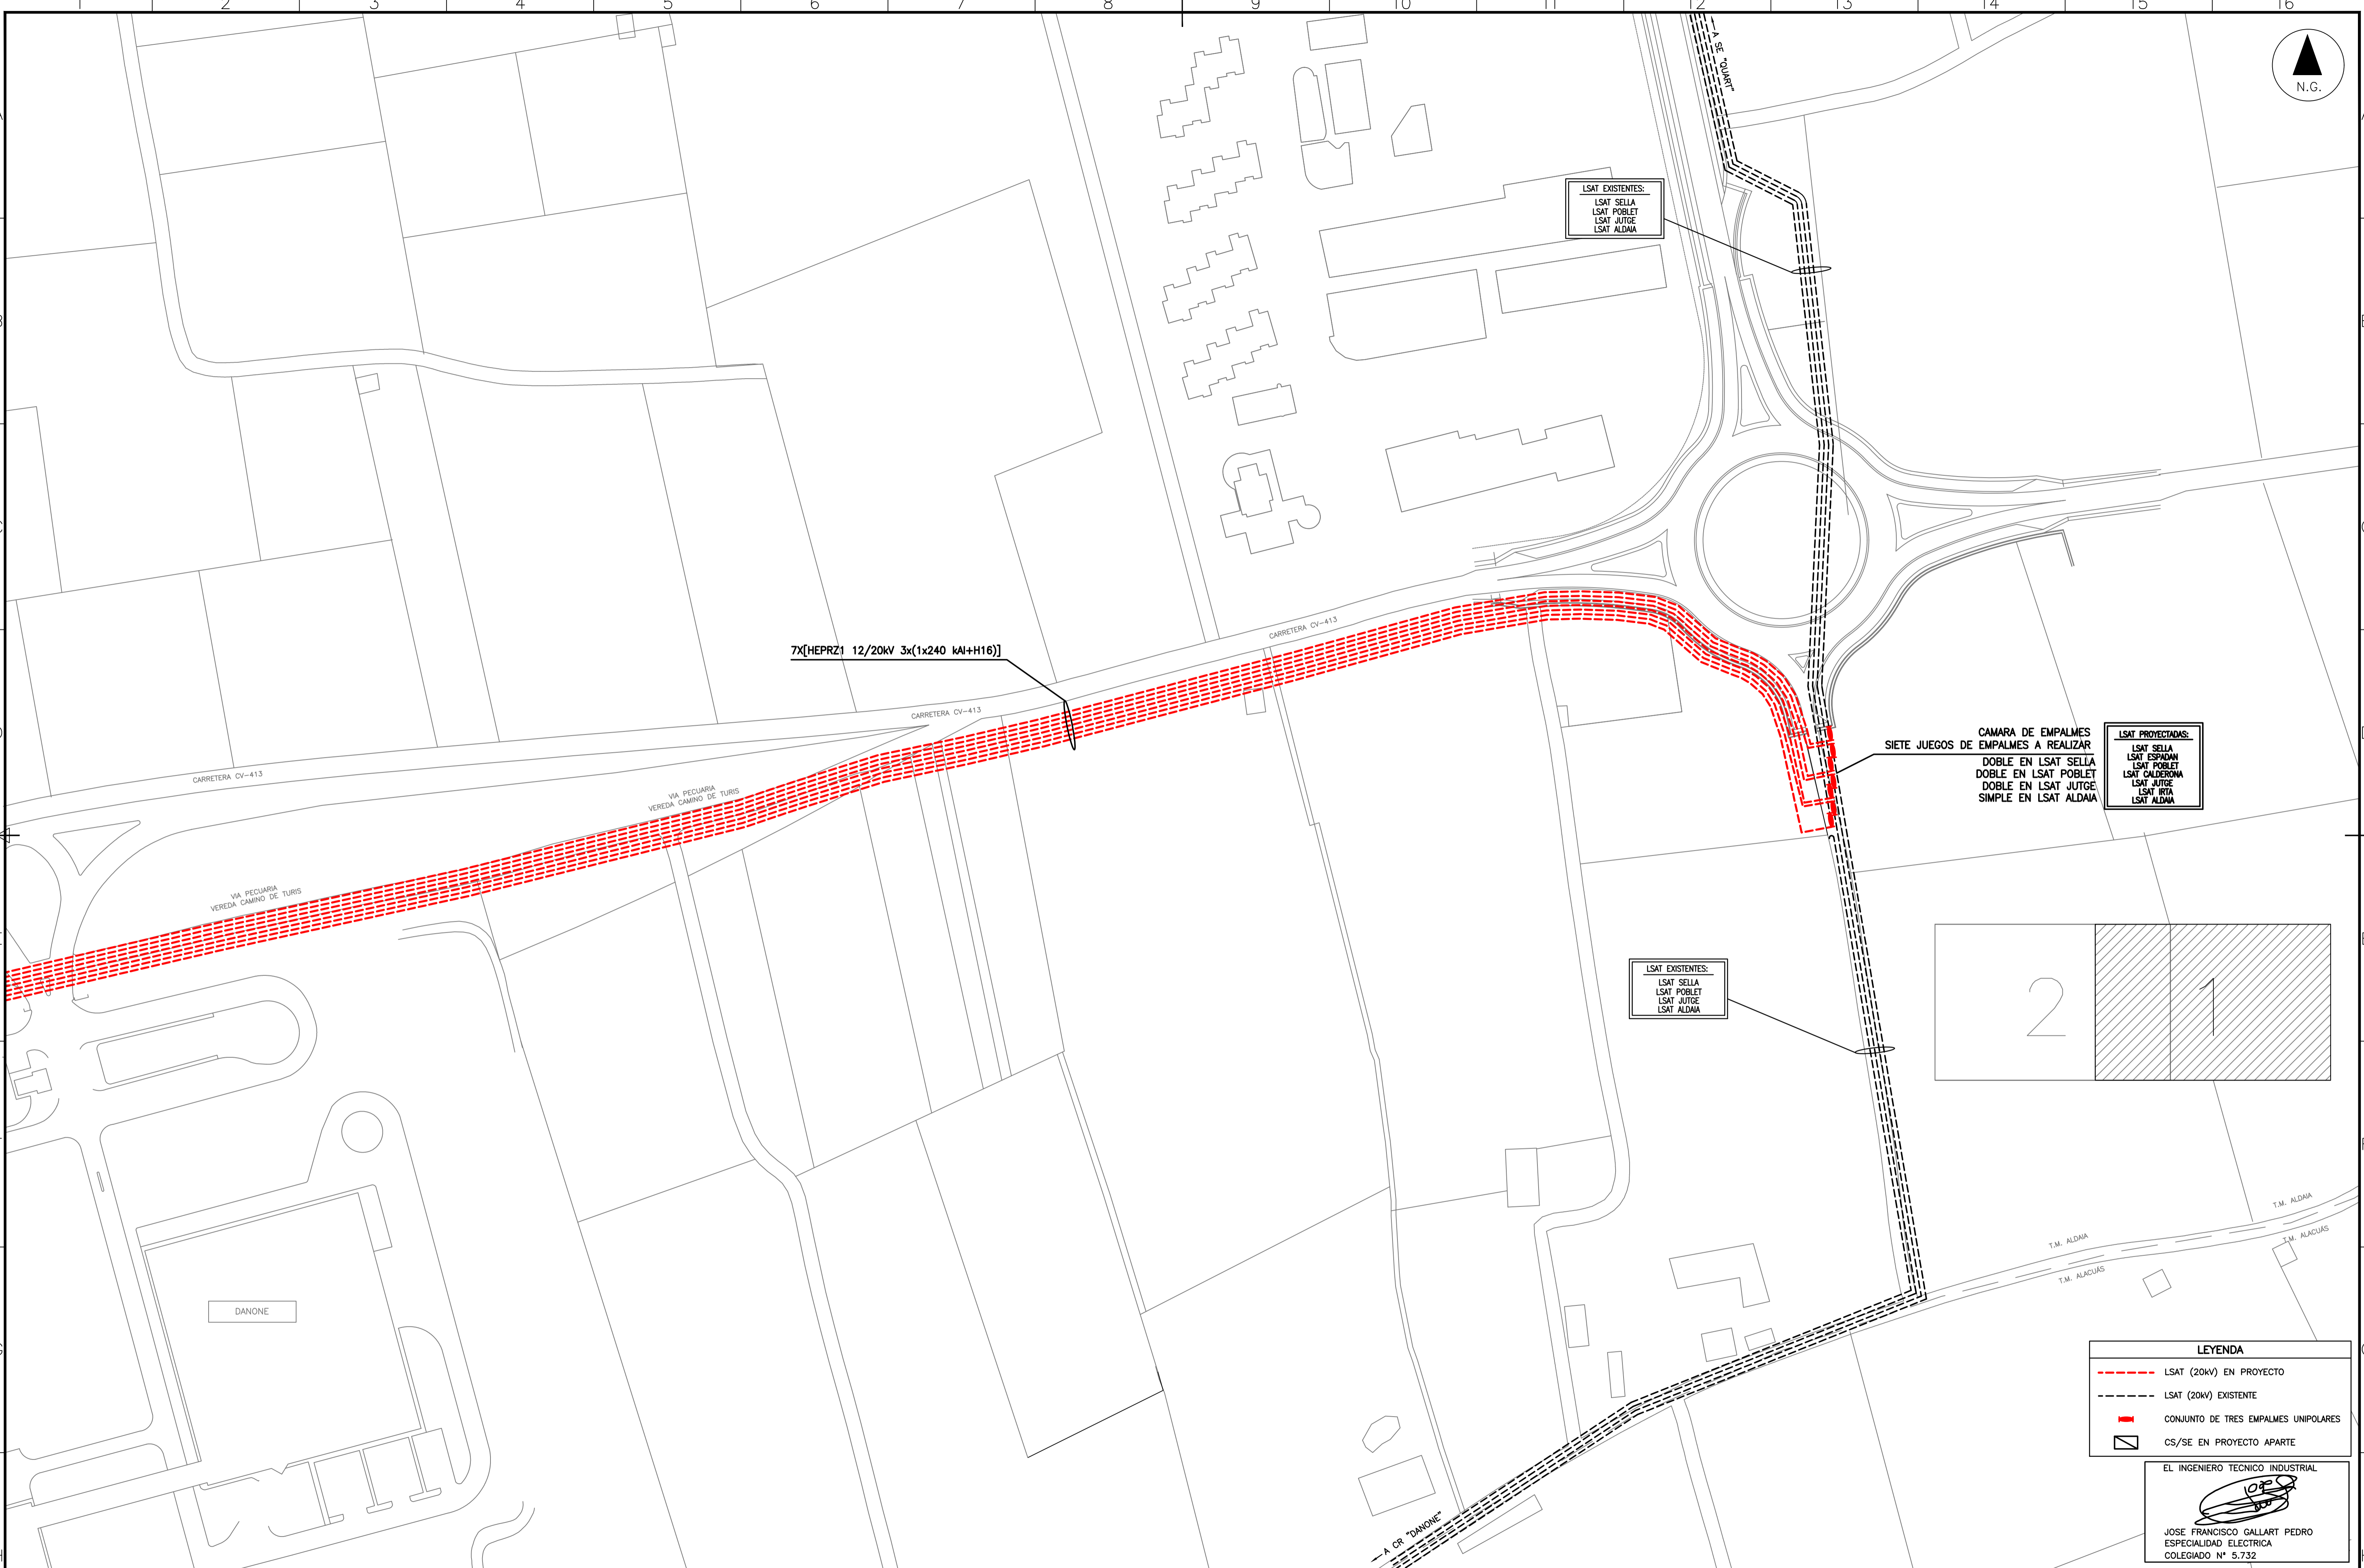 2 3 4 5 6 7 8 9 10 11 12 13 14 15 16
N.G.
A SE "QUART"
LSAT EXISTENTES:
LSAT SELLA
LSAT POBLET
LSAT JUTGE
LSAT ALDAIA
CARRETERA CV-413
7X[HEPRZ1 12/20kV 3x(1x240 kAl+H16)]
CARRETERA CV-413
CAMARA DE EMPALMES
SIETE JUEGOS DE EMPALMES A REALIZAR
DOBLE EN LSAT SELLA
DOBLE EN LSAT POBLET
DOBLE EN LSAT JUTGE
SIMPLE EN LSAT ALDAIA
LSAT PROYECTADAS:
LSAT SELLA
LSAT ESPADAN
LSAT POBLET
LSAT CALDERONA
LSAT JUTGE
LSAT IRTA
LSAT ALDAIA
CARRETERA CV-413
VIA PECUARIA
VEREDA CAMINO DE TURIS
VIA PECUARIA
VEREDA CAMINO DE TURIS
LSAT EXISTENTES:
LSAT SELLA
LSAT POBLET
LSAT JUTGE
LSAT ALDAIA
2 1
T.M. ALDAIA
T.M. ALACUÁS
T.M. ALDAIA
T.M. ALACUÁS
DANONE
A CR "DANONE"
LEYENDA
LSAT (20kV) EN PROYECTO
LSAT (20kV) EXISTENTE
CONJUNTO DE TRES EMPALMES UNIPOLARES
CS/SE EN PROYECTO APARTE
EL INGENIERO TECNICO INDUSTRIAL
JOSE FRANCISCO GALLART PEDRO
ESPECIALIDAD ELECTRICA
COLEGIADO Nº 5.732